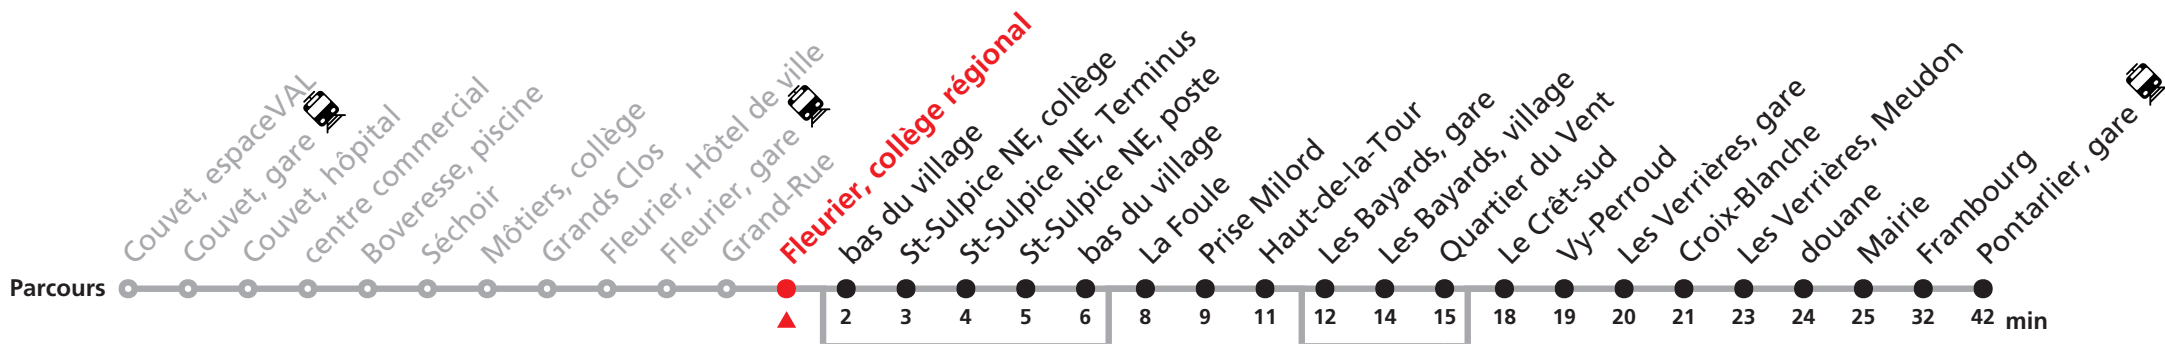 Couvet, espaceVAL
Couvet, gare
Couvet, hôpital
centre commercial
Boveresse, piscine
Séchoir
Môtiers, collège
Grands Clos
Fleurier, Hôtel de ville
Fleurier, gare
Grand-Rue
Fleurier, collège régional
bas du village
St-Sulpice NE, collège
St-Sulpice NE, Terminus
St-Sulpice NE, poste
bas du village
La Foule
Prise Milord
Haut-de-la-Tour
Les Bayards, gare
Les Bayards, village
Quartier du Vent
Le Crêt-sud
Vy-Perroud
Les Verrières, gare
Croix-Blanche
Les Verrières, Meudon
douane
Mairie
Frambourg
Pontarlier, gare
Parcours
2 3 4 5 6 8 9 11 12 14 15 18 19 20 21 23 24 25 32 42 min